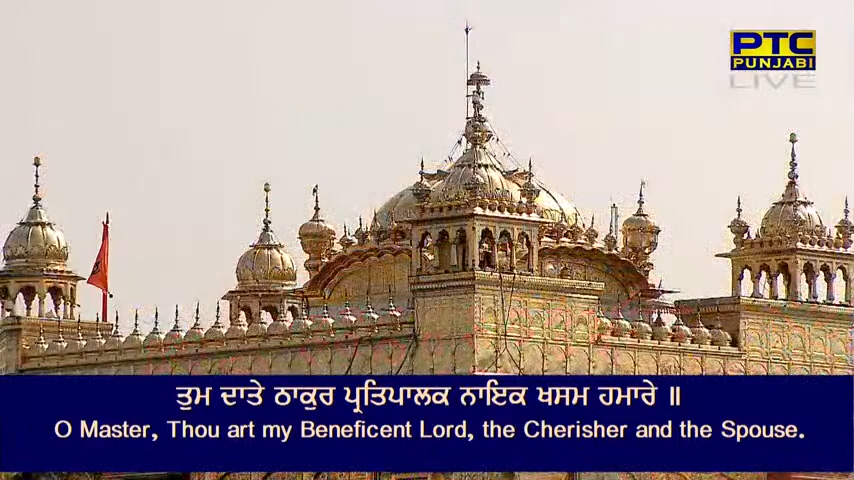 PTC
PUNJABI
LIVE
ਤੁਮ ਦਾਤੇ ਠਾਕੁਰ ਪ੍ਰਤਿਪਾਲਕ ਨਾਇਕ ਖਸਮ ਹਮਾਰੇ ॥
O Master, Thou art my Beneficent Lord, the Cherisher and the Spouse.